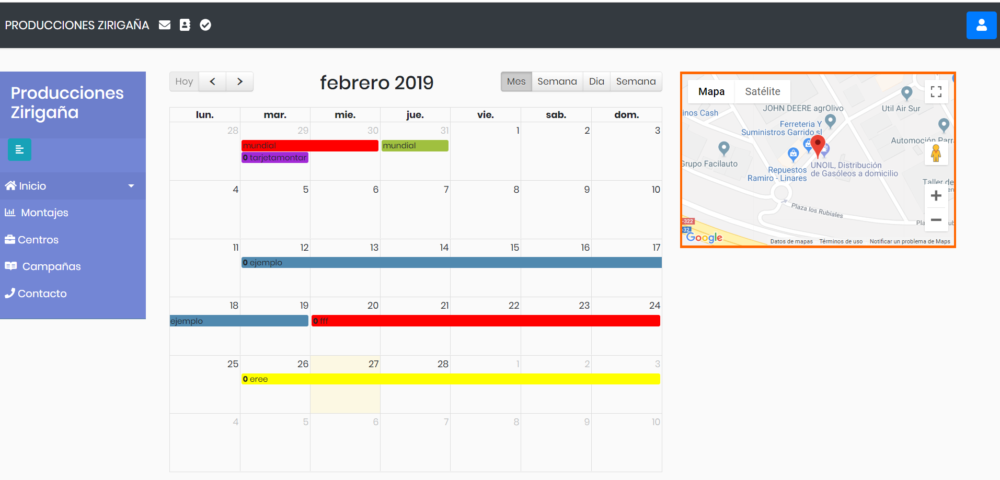 PRODUCCIONES ZIRIGAÑA
Producciones
Zirigaña
Inicio
Montajes
Centros
Campañas
Contacto
Hoy
febrero 2019
Mes Semana Dia Semana
lun. mar. mie. jue. vie. sab. dom.
28 29 30 31 1 2 3
mundial mundial
0 tarjetamontar
4 5 6 7 8 9 10
11 12 13 14 15 16 17
0 ejemplo
18 19 20 21 22 23 24
ejemplo 0 fff
25 26 27 28 1 2 3
0 eree
4 5 6 7 8 9 10
Mapa Satélite
inos Cash
JOHN DEERE agrOlivo
Util Air Sur
Ferreteria Y
Suministros Garrido.sl
Automoción Parr
Grupo Facilauto
UNOIL, Distribución
de Gasóleos a domicilio
Repuestos
Ramiro - Linares
Taller de
en
Plaza los Rubiales
-322
-32
Google
Datos de mapas Términos de uso Notificar un problema de Maps